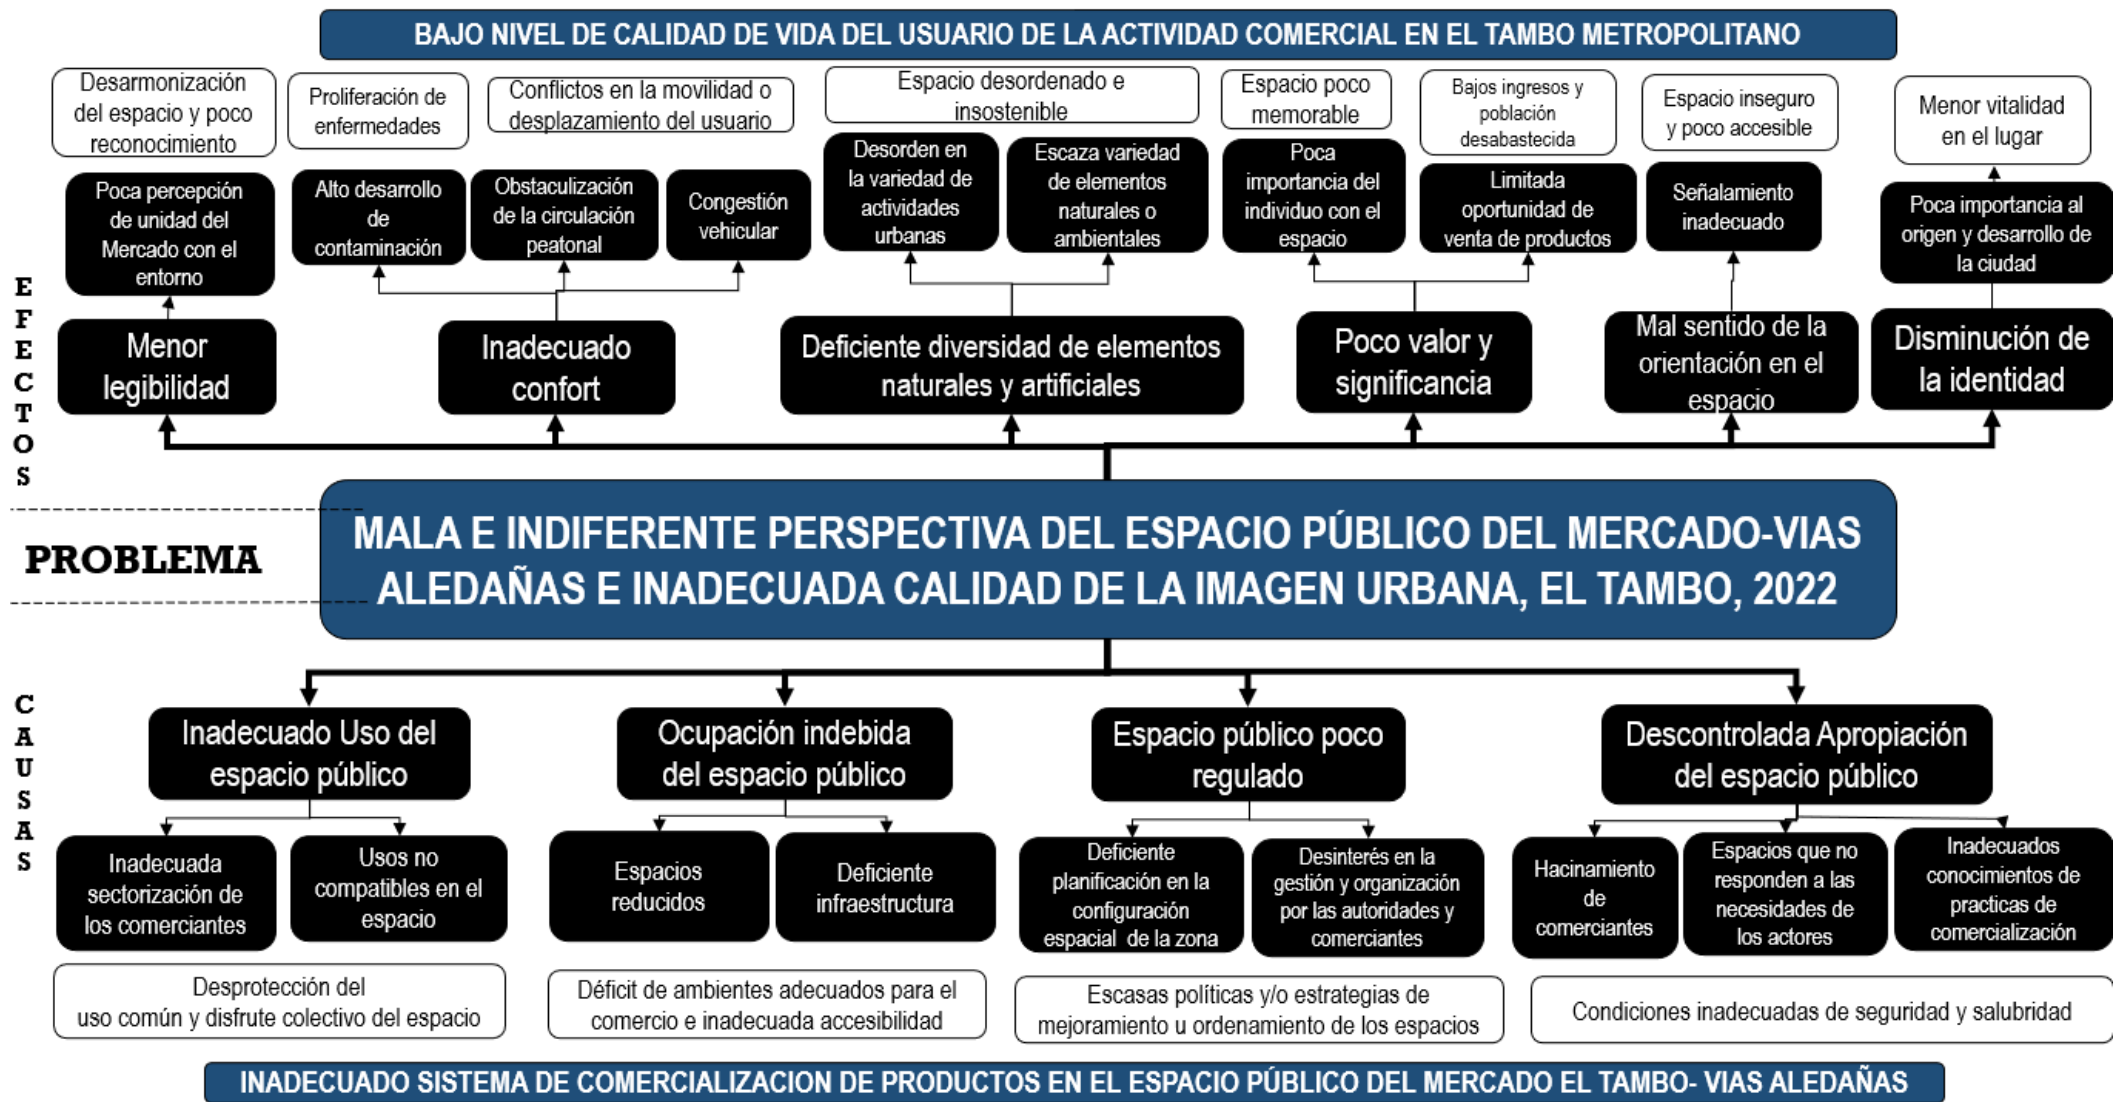 BAJO NIVEL DE CALIDAD DE VIDA DEL USUARIO DE LA ACTIVIDAD COMERCIAL EN EL TAMBO METROPOLITANO
Desarmonización
del espacio y poco
reconocimiento
Proliferación de
enfermedades
Conflictos en la movilidad o
desplazamiento del usuario
Espacio desordenado e
insostenible
Espacio poco
memorable
Bajos ingresos y
población
desabastecida
Espacio inseguro
y poco accesible
Menor vitalidad
en el lugar
Poca percepción
de unidad del
Mercado con el
entorno
Alto desarrollo
de
contaminación
Obstaculización
de la circulación
peatonal
Congestión
vehicular
Desorden en
la variedad de
actividades
urbanas
Escaza variedad
de elementos
naturales o
ambientales
Poca
importancia del
individuo con el
espacio
Limitada
oportunidad de
venta de productos
Señalamiento
inadecuado
Poca importancia al
origen y desarrollo de
la ciudad
EFECTOS
Menor
legibilidad
Inadecuado
confort
Deficiente diversidad de elementos
naturales y artificiales
Poco valor y
significancia
Mal sentido de la
orientación en el
espacio
Disminución de
la identidad
PROBLEMA
MALA E INDIFERENTE PERSPECTIVA DEL ESPACIO PÚBLICO DEL MERCADO-VIAS
ALEDAÑAS E INADECUADA CALIDAD DE LA IMAGEN URBANA, EL TAMBO, 2022
CAUSAS
Inadecuado Uso del
espacio público
Ocupación indebida
del espacio público
Espacio público poco
regulado
Descontrolada Apropiación
del espacio público
Inadecuada
sectorización de
los comerciantes
Usos no
compatibles en el
espacio
Espacios
reducidos
Deficiente
infraestructura
Deficiente
planificación en la
configuración
espacial de la zona
Desinterés en la
gestión y organización
por las autoridades y
comerciantes
Hacinamiento
de
comerciantes
Espacios que no
responden a las
necesidades de
los actores
Inadecuados
conocimientos de
practicas de
comercialización
Desprotección del
uso común y disfrute colectivo del espacio
Déficit de ambientes adecuados para el
comercio e inadecuada accesibilidad
Escasas políticas y/o estrategias de
mejoramiento u ordenamiento de los espacios
Condiciones inadecuadas de seguridad y salubridad
INADECUADO SISTEMA DE COMERCIALIZACION DE PRODUCTOS EN EL ESPACIO PÚBLICO DEL MERCADO EL TAMBO- VIAS ALEDAÑAS